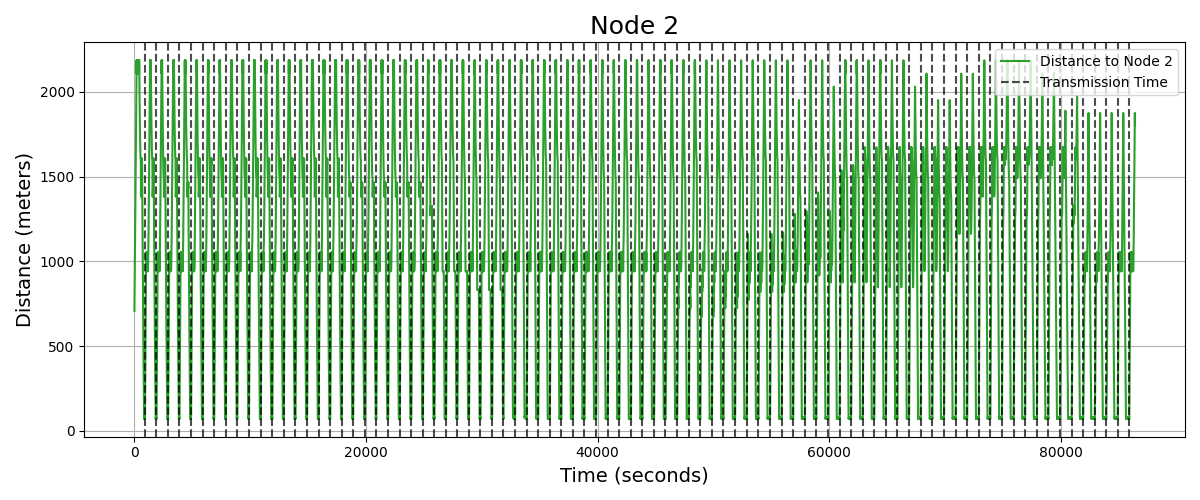 Node 2
Distance to Node 2
Transmission Time
Distance (meters)
2000
1500
1000
500
0
0 20000 40000 60000 80000
Time (seconds)